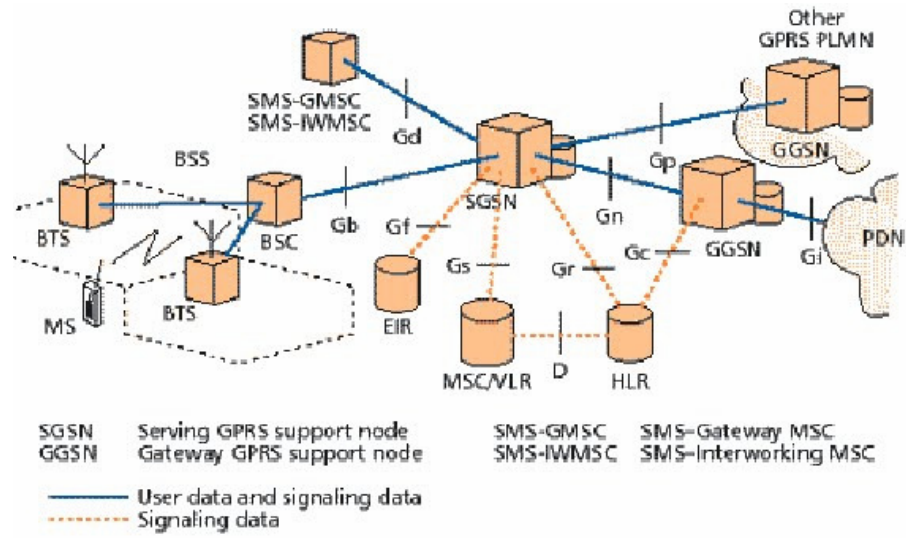 Other
GPRS PLMN
SMS-GMSC
SMS-IWMSC
Gd
BSS
Gp
GGSN
SGSN
BTS
BSC
Gb
Gf
Gn
GGSN
Gi
PDN
Gs
Gr
Gc
MS
BTS
EIR
MSC/VLR
D
HLR
SGSN Serving GPRS support node
GGSN Gateway GPRS support node
SMS-GMSC SMS-Gateway MSC
SMS-IWMSC SMS-Interworking MSC
User data and signaling data
Signaling data